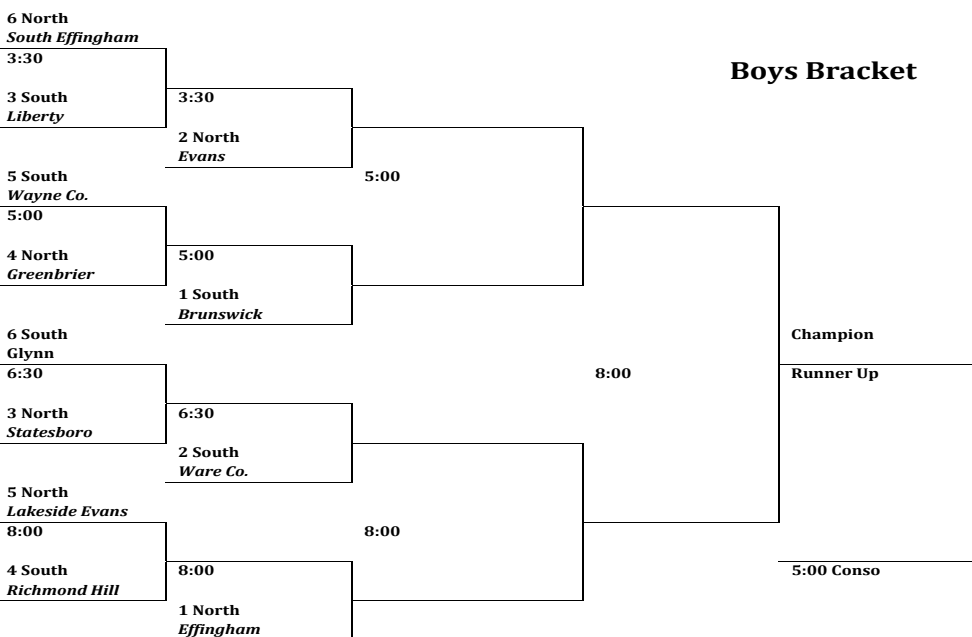 6 North
South Effingham
3:30
Boys Bracket
3 South
Liberty
3:30
2 North
Evans
5 South
Wayne Co.
5:00
5:00
4 North
Greenbrier
5:00
1 South
Brunswick
6 South
Glynn
Champion
6:30
8:00
Runner Up
3 North
Statesboro
6:30
2 South
Ware Co.
5 North
Lakeside Evans
8:00
8:00
4 South
Richmond Hill
8:00
5:00 Conso
1 North
Effingham